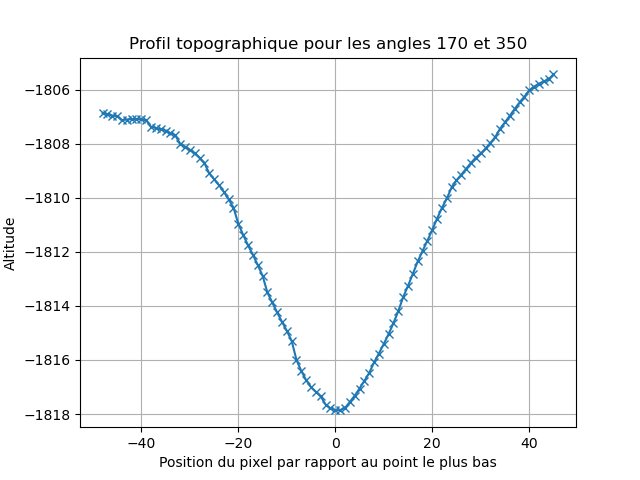 Profil topographique pour les angles 170 et 350
−1806
−1808
−1810
−1812
−1814
−1816
−1818
Altitude
−40 −20 0 20 40
Position du pixel par rapport au point le plus bas